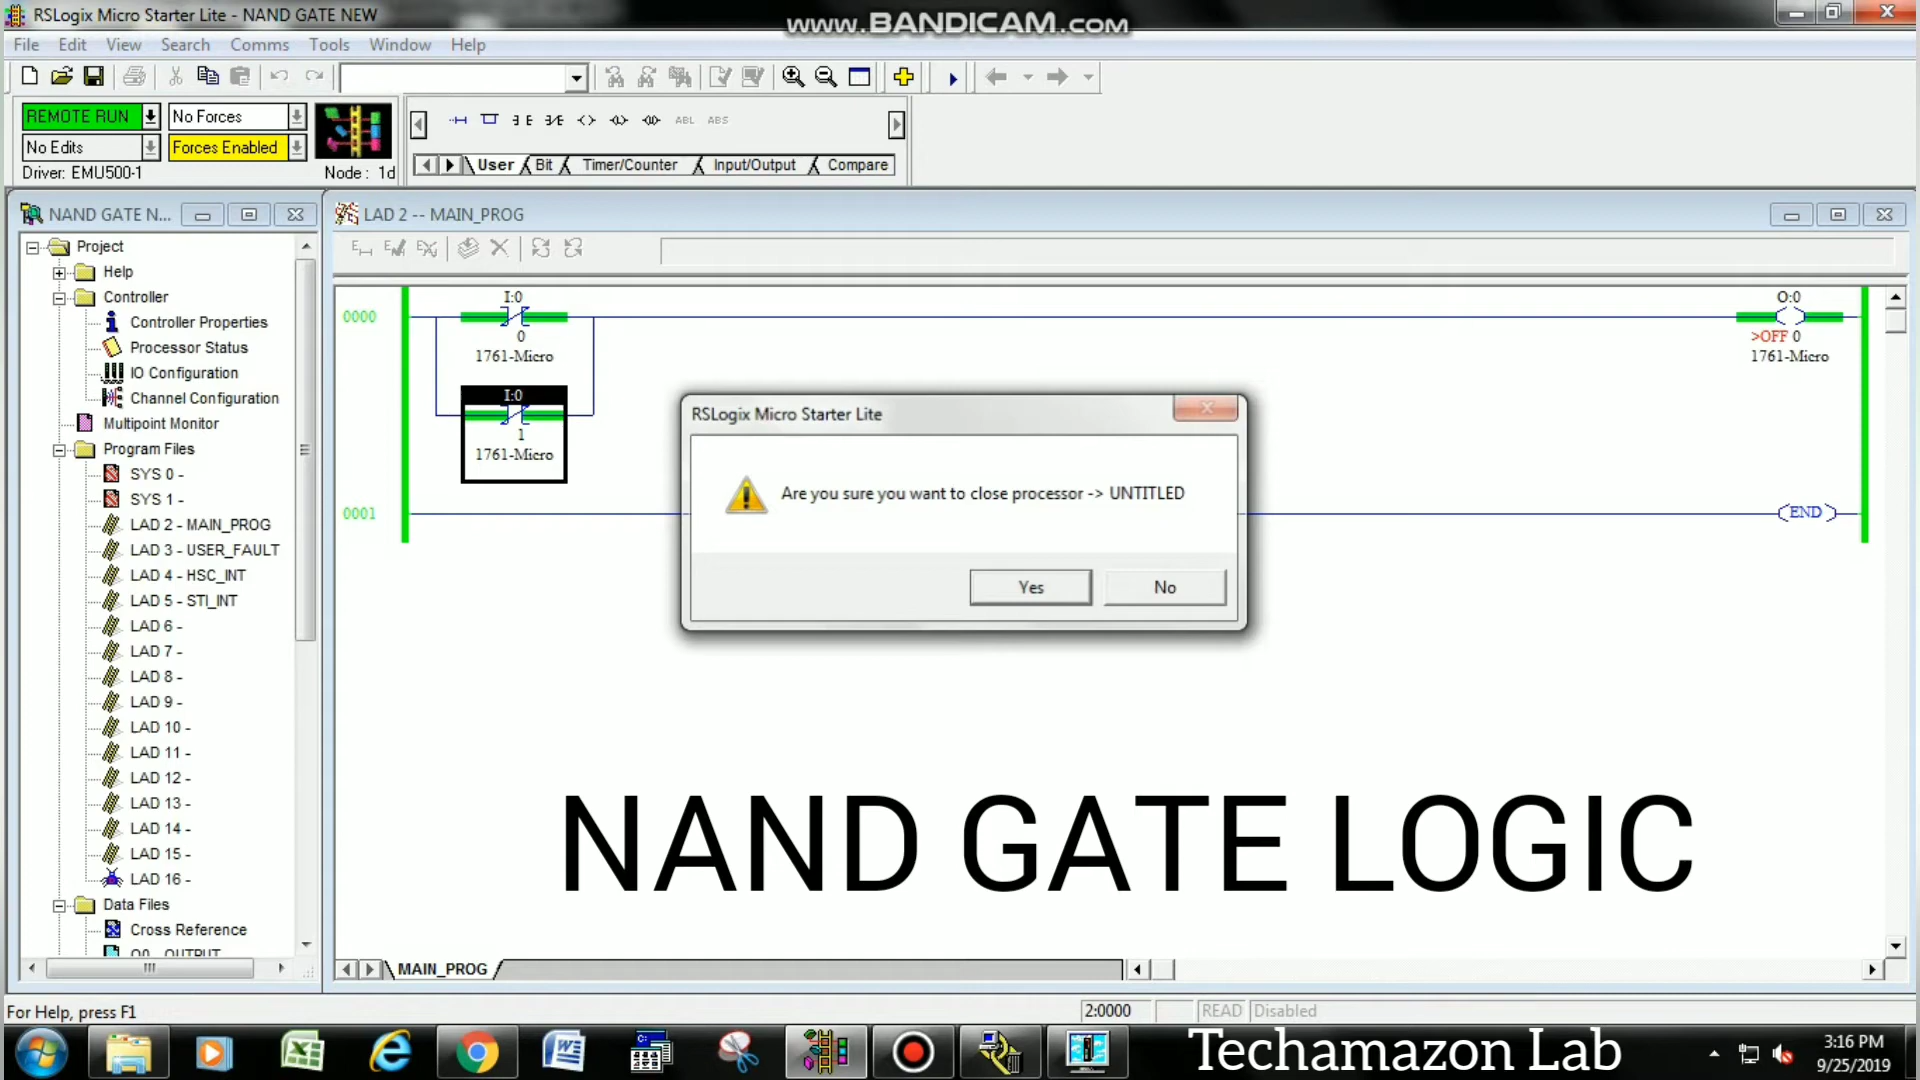 RSLogix Micro Starter Lite - NAND GATE NEW
www.BANDICAM.com
File Edit View Search Comms Tools Window Help
ABL ABS
REMOTE RUN No Forces
No Edits Forces Enabled
Driver: EMU500-1 Node : 1d
User Bit Timer/Counter Input/Output Compare
NAND GATE N...
Project
Help
Controller
Controller Properties
Processor Status
IO Configuration
Channel Configuration
Multipoint Monitor
Program Files
SYS 0 -
SYS 1 -
LAD 2 - MAIN_PROG
LAD 3 - USER_FAULT
LAD 4 - HSC_INT
LAD 5 - STI_INT
LAD 6 -
LAD 7 -
LAD 8 -
LAD 9 -
LAD 10 -
LAD 11 -
LAD 12 -
LAD 13 -
LAD 14 -
LAD 15 -
LAD 16 -
Data Files
Cross Reference
LAD 2 -- MAIN_PROG
0000
I:0
0
1761-Micro
O:0
>OFF 0
1761-Micro
I:0
1
1761-Micro
0001
END
RSLogix Micro Starter Lite
Are you sure you want to close processor -> UNTITLED
Yes No
NAND GATE LOGIC
MAIN_PROG
For Help, press F1
2:0000 READ Disabled
Techamazon Lab
3:16 PM
9/25/2019